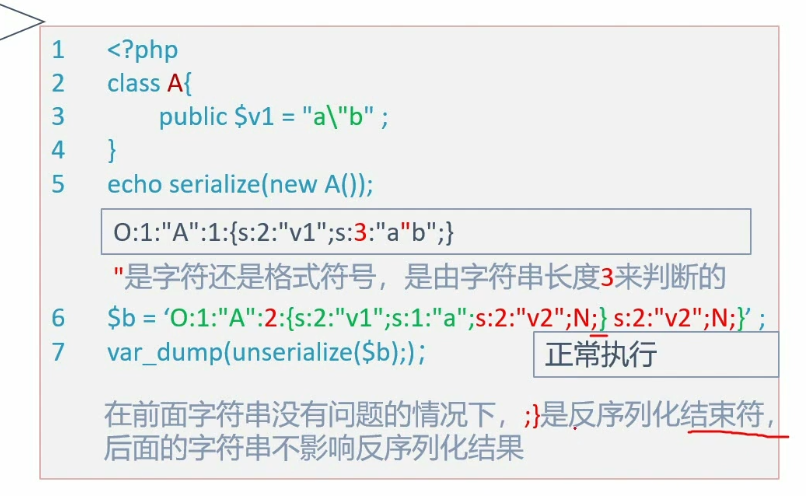 1 <?php
2 class A{
3 public $v1 = "a\"b" ;
4 }
5 echo serialize(new A());
O:1:"A":1:{s:2:"v1";s:3:"a"b";}
"是字符还是格式符号，是由字符串长度3来判断的
6 $b = ‘O:1:"A":2:{s:2:"v1";s:1:"a";s:2:"v2";N;} s:2:"v2";N;}’ ;
7 var_dump(unserialize($b););
正常执行
在前面字符串没有问题的情况下，;}是反序列化结束符，
后面的字符串不影响反序列化结果